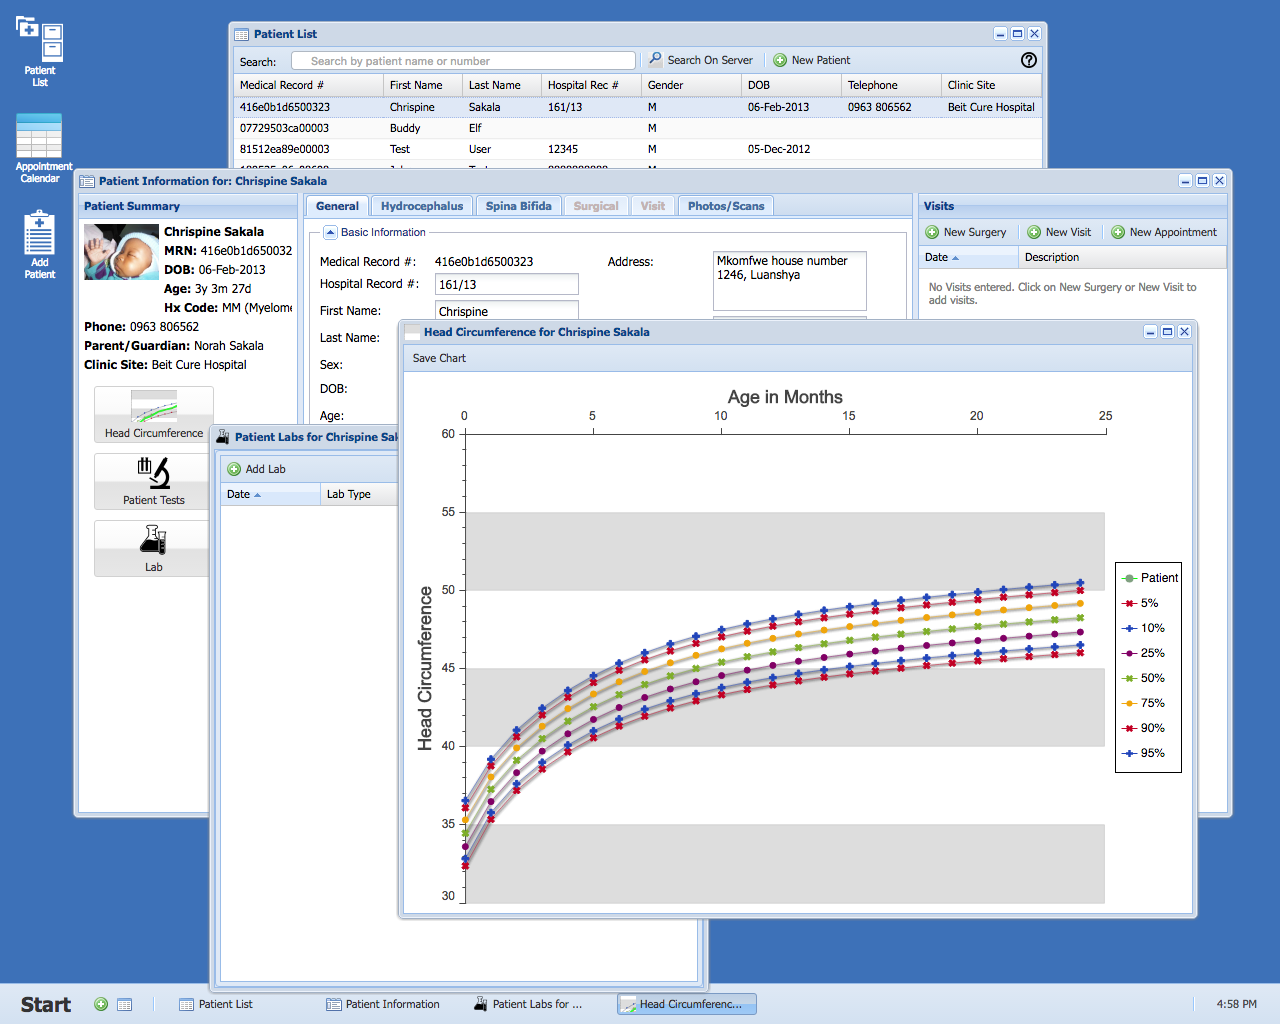 Patient
List
Appointment
Calendar
Add
Patient
Patient List
Search: Search by patient name or number Search On Server New Patient
Medical Record # First Name Last Name Hospital Rec # Gender DOB Telephone Clinic Site
416e0b1d6500323 Chrispine Sakala 161/13 M 06-Feb-2013 0963 806562 Beit Cure Hospital
07729503ca00003 Buddy Elf M
81512ea89e00003 Test User 12345 M 05-Dec-2012
Patient Information for: Chrispine Sakala
Patient Summary
Chrispine Sakala
MRN: 416e0b1d650032
DOB: 06-Feb-2013
Age: 3y 3m 27d
Hx Code: MM (Myelome
Phone: 0963 806562
Parent/Guardian: Norah Sakala
Clinic Site: Beit Cure Hospital
Head Circumference
Patient Tests
Lab
General Hydrocephalus Spina Bifida Surgical Visit Photos/Scans
Basic Information
Medical Record #: 416e0b1d6500323
Hospital Record #: 161/13
First Name: Chrispine
Last Name:
Sex:
DOB:
Age:
Address: Mkomfwe house number
1246, Luanshya
Visits
New Surgery New Visit New Appointment
Date Description
No Visits entered. Click on New Surgery or New Visit to
add visits.
Patient Labs for Chrispine Sak
Add Lab
Date Lab Type
Head Circumference for Chrispine Sakala
Save Chart
Age in Months
0 5 10 15 20 25
60
55
50
45
40
35
30
Head Circumference
Patient
5%
10%
25%
50%
75%
90%
95%
Start Patient List Patient Information Patient Labs for ... Head Circumferenc... 4:58 PM